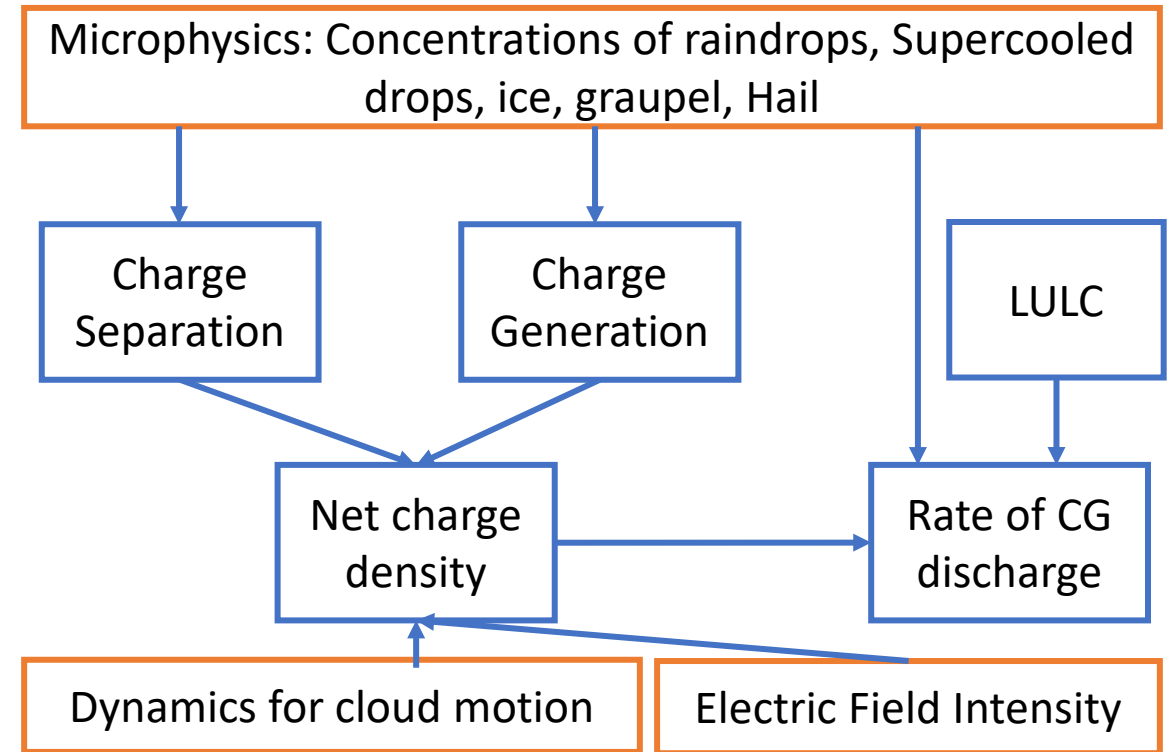 Microphysics: Concentrations of raindrops, Supercooled
drops, ice, graupel, Hail
Charge
Separation
Charge
Generation
LULC
Net charge
density
Rate of CG
discharge
Dynamics for cloud motion
Electric Field Intensity